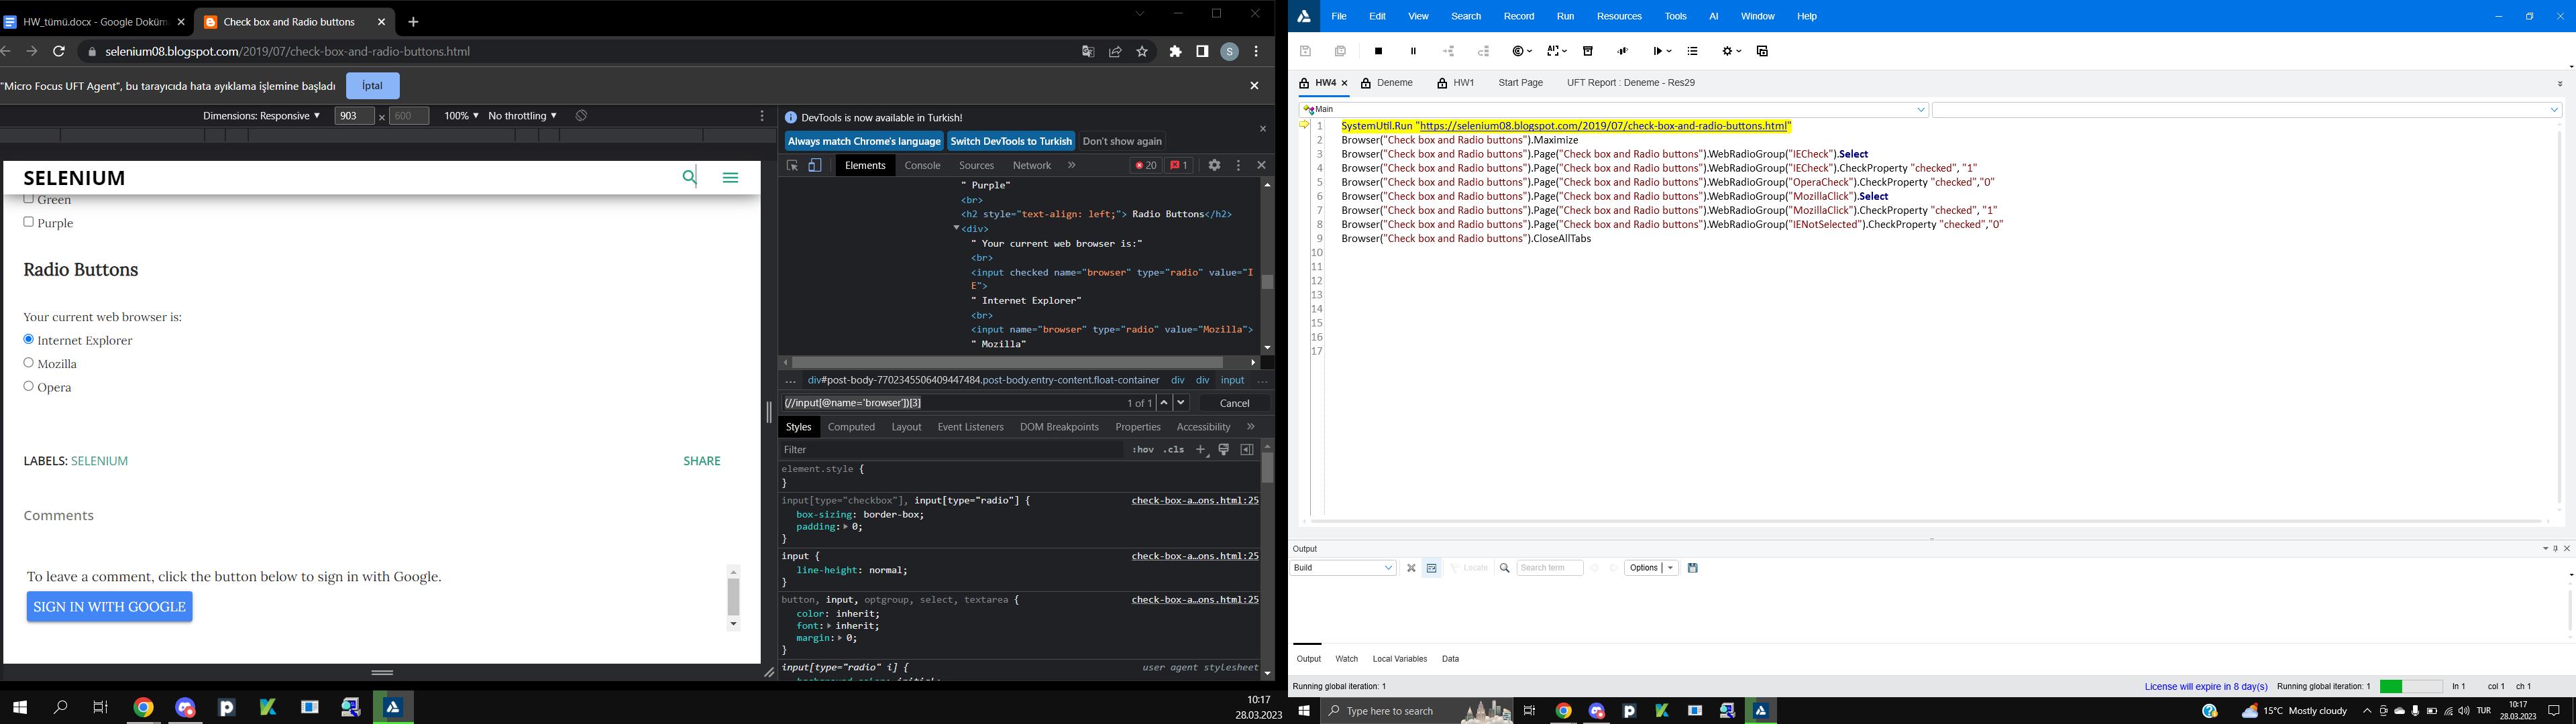 HW_tümü.docx - Google Doküm
Check box and Radio buttons
selenium08.blogspot.com/2019/07/check-box-and-radio-buttons.html
S
"Micro Focus UFT Agent", bu tarayıcıda hata ayıklama işlemine başladı
İptal
Dimensions: Responsive ▼ 903 × 600 100% ▼ No throttling ▼
SELENIUM
Green
Purple
Radio Buttons
Your current web browser is:
Internet Explorer
Mozilla
Opera
LABELS: SELENIUM
SHARE
Comments
To leave a comment, click the button below to sign in with Google.
SIGN IN WITH GOOGLE
DevTools is now available in Turkish!
Always match Chrome's language
Switch DevTools to Turkish
Don't show again
Elements Console Sources Network » 20 1
" Purple"
<br>
<h2 style="text-align: left;"> Radio Buttons</h2>
<div>
" Your current web browser is:"
<br>
<input checked name="browser" type="radio" value="I
E">
" Internet Explorer"
<br>
<input name="browser" type="radio" value="Mozilla">
" Mozilla"
... div#post-body-7702345506409447484.post-body.entry-content.float-container div div input ...
(//input[@name='browser'])[3]
1 of 1
Cancel
Styles Computed Layout Event Listeners DOM Breakpoints Properties Accessibility »
Filter
:hov .cls +
element.style {
}
input[type="checkbox"], input[type="radio"] { check-box-a…ons.html:25
box-sizing: border-box;
padding: 0;
}
input { check-box-a…ons.html:25
line-height: normal;
}
button, input, optgroup, select, textarea { check-box-a…ons.html:25
color: inherit;
font: inherit;
margin: 0;
}
input[type="radio" i] { user agent stylesheet
10:17
28.03.2023
File Edit View Search Record Run Resources Tools AI Window Help
HW4 Deneme HW1 Start Page UFT Report : Deneme - Res29
Main
1 SystemUtil.Run "https://selenium08.blogspot.com/2019/07/check-box-and-radio-buttons.html"
2 Browser("Check box and Radio buttons").Maximize
3 Browser("Check box and Radio buttons").Page("Check box and Radio buttons").WebRadioGroup("IECheck").Select
4 Browser("Check box and Radio buttons").Page("Check box and Radio buttons").WebRadioGroup("IECheck").CheckProperty "checked", "1"
5 Browser("Check box and Radio buttons").Page("Check box and Radio buttons").WebRadioGroup("OperaCheck").CheckProperty "checked","0"
6 Browser("Check box and Radio buttons").Page("Check box and Radio buttons").WebRadioGroup("MozillaClick").Select
7 Browser("Check box and Radio buttons").Page("Check box and Radio buttons").WebRadioGroup("MozillaClick").CheckProperty "checked", "1"
8 Browser("Check box and Radio buttons").Page("Check box and Radio buttons").WebRadioGroup("IENotSelected").CheckProperty "checked","0"
9 Browser("Check box and Radio buttons").CloseAllTabs
10
11
12
13
14
15
16
17
Output
Build
Locate
Search term
Options
Output Watch Local Variables Data
Running global iteration: 1
License will expire in 8 day(s) Running global iteration: 1 ln 1 col 1 ch 1
Type here to search
15°C Mostly cloudy
TUR
10:17
28.03.2023